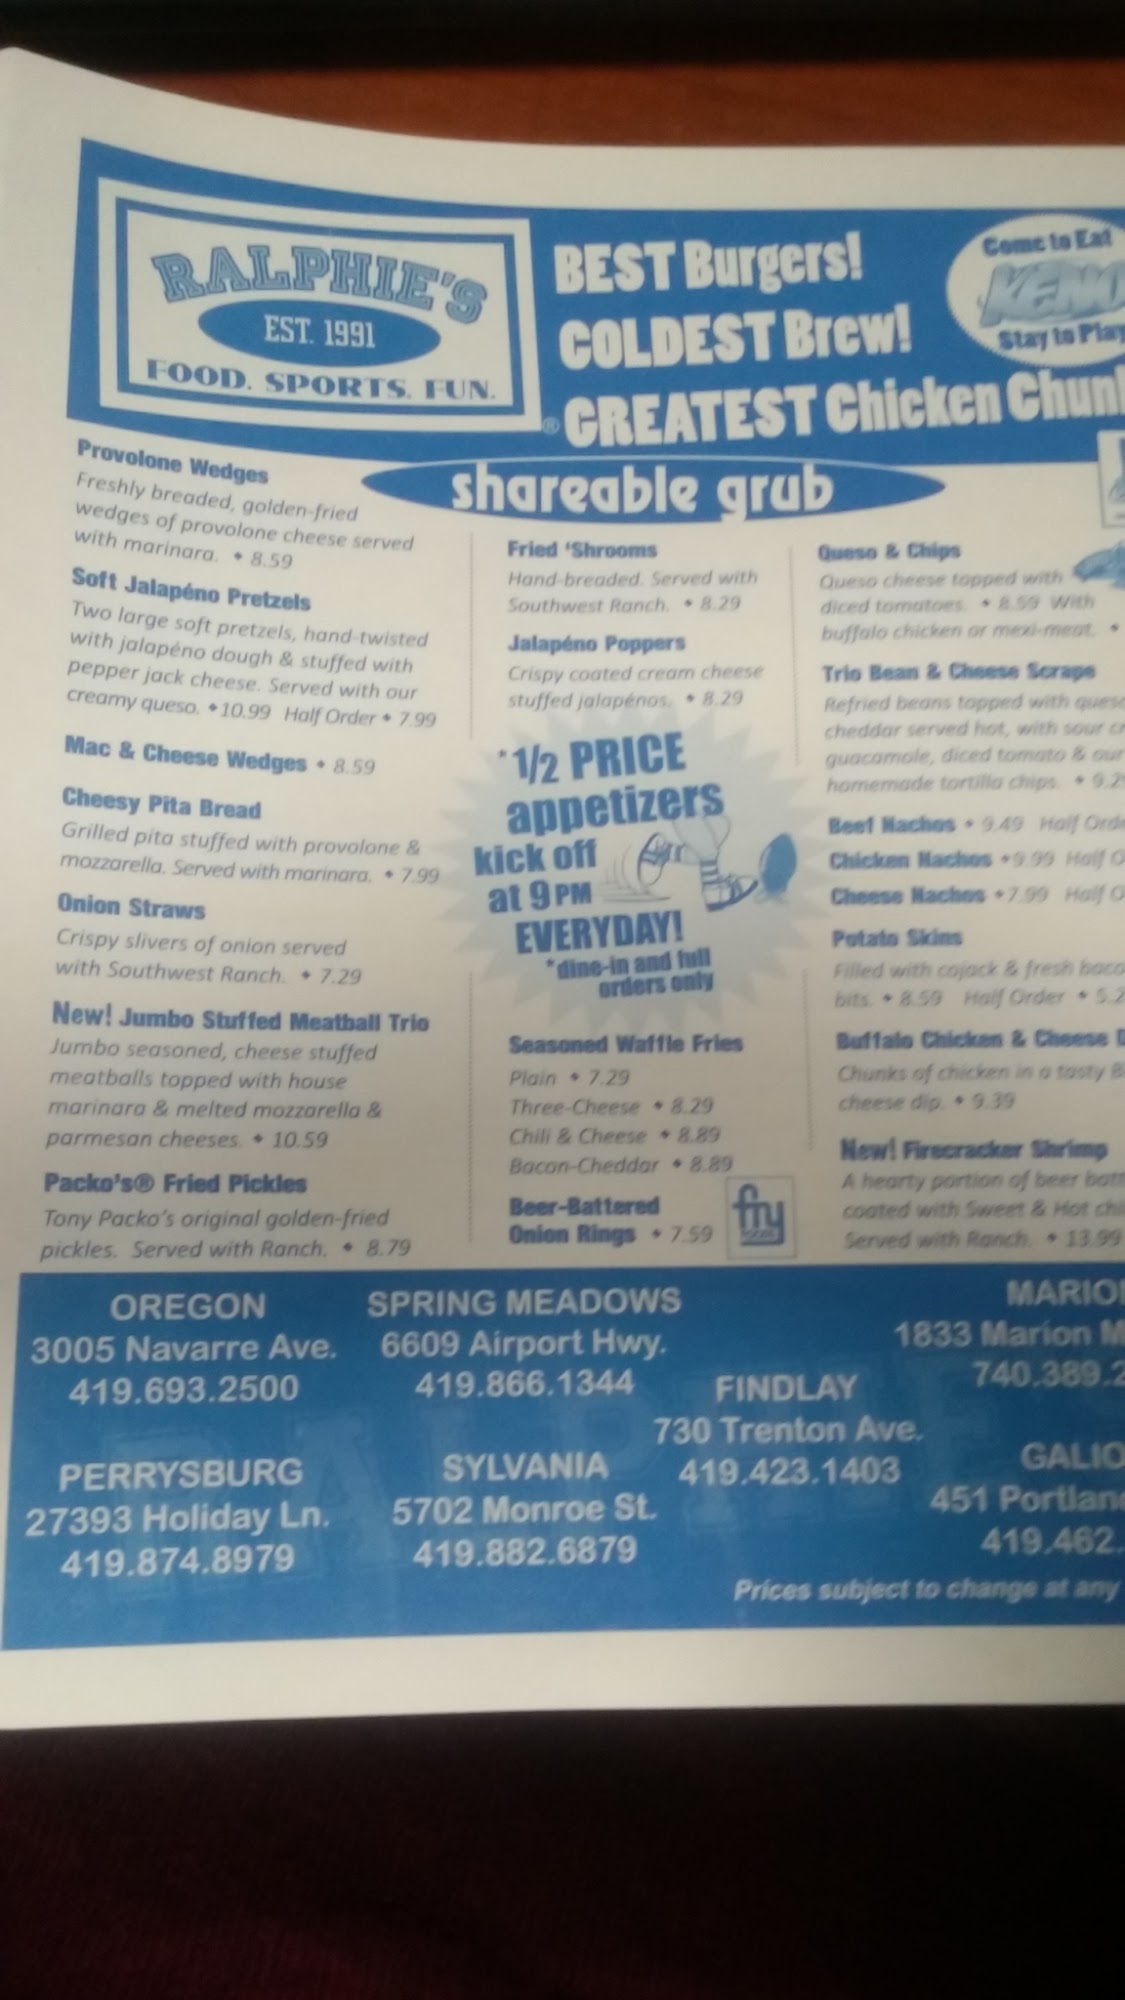 RALPHIE'S
EST. 1991
FOOD. SPORTS. FUN.
®
BEST Burgers!
COLDEST Brew!
GREATEST Chicken
Come to Eat
KENO
Stay to Play
shareable grub
Provolone Wedges
Freshly breaded, golden-fried
wedges of provolone cheese served
with marinara. • 8.59
Soft Jalapéno Pretzels
Two large soft pretzels, hand-twisted
with jalapéno dough & stuffed with
pepper jack cheese. Served with our
creamy queso. •10.99 Half Order • 7.99
Mac & Cheese Wedges • 8.59
Cheesy Pita Bread
Grilled pita stuffed with provolone &
mozzarella. Served with marinara. • 7.99
Onion Straws
Crispy slivers of onion served
with Southwest Ranch. • 7.29
New! Jumbo Stuffed Meatball Trio
Jumbo seasoned, cheese stuffed
meatballs topped with house
marinara & melted mozzarella &
parmesan cheeses. • 10.59
Packo's® Fried Pickles
Tony Packo's original golden-fried
pickles. Served with Ranch. • 8.79
Fried 'Shrooms
Hand-breaded. Served with
Southwest Ranch. • 8.29
Jalapéno Poppers
Crispy coated cream cheese
stuffed jalapénos. • 8.29
*1/2 PRICE
appetizers
kick off
at 9PM
EVERYDAY!
*dine-in and full
orders only
Seasoned Waffle Fries
Plain • 7.29
Three-Cheese • 8.29
Chili & Cheese • 8.89
Bacon-Cheddar • 8.89
Beer-Battered
Onion Rings • 7.59
fry
Queso & Chips
Queso cheese topped with
diced tomatoes. • 8.59 With
buffalo chicken or mexi-meat. •
Trio Bean & Cheese Scrape
Refried beans topped with
cheddar served hot, with sour
guacamole, diced tomato & our
homemade tortilla chips. •
Beef Nachos • 9.49 Half
Chicken Nachos •9.99 Half
Cheese Nachos •7.99 Half
Potato Skins
Filled with cojack & fresh
bits. • 8.59 Half Order •
Buffalo Chicken & Cheese
Chunks of chicken in a tasty
cheese dip. • 9.39
New! Firecracker Shrimp
A hearty portion of beer
coated with Sweet & Hot
Served with Ranch. • 13.99
OREGON
3005 Navarre Ave.
419.693.2500
SPRING MEADOWS
6609 Airport Hwy.
419.866.1344
PERRYSBURG
27393 Holiday Ln.
419.874.8979
SYLVANIA
5702 Monroe St.
419.882.6879
FINDLAY
730 Trenton Ave.
419.423.1403
1833 Marion
740.389.
451
419.462.
Prices subject to change at any